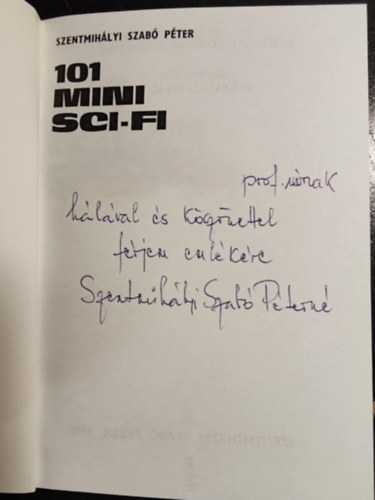 SZENTMIHÁLYI SZABÓ PÉTER
101
MINI
SCI-FI
prof. úrnak
hálával és köszönettel
férjem emlékére
Szentmihályi Szabó Péterné